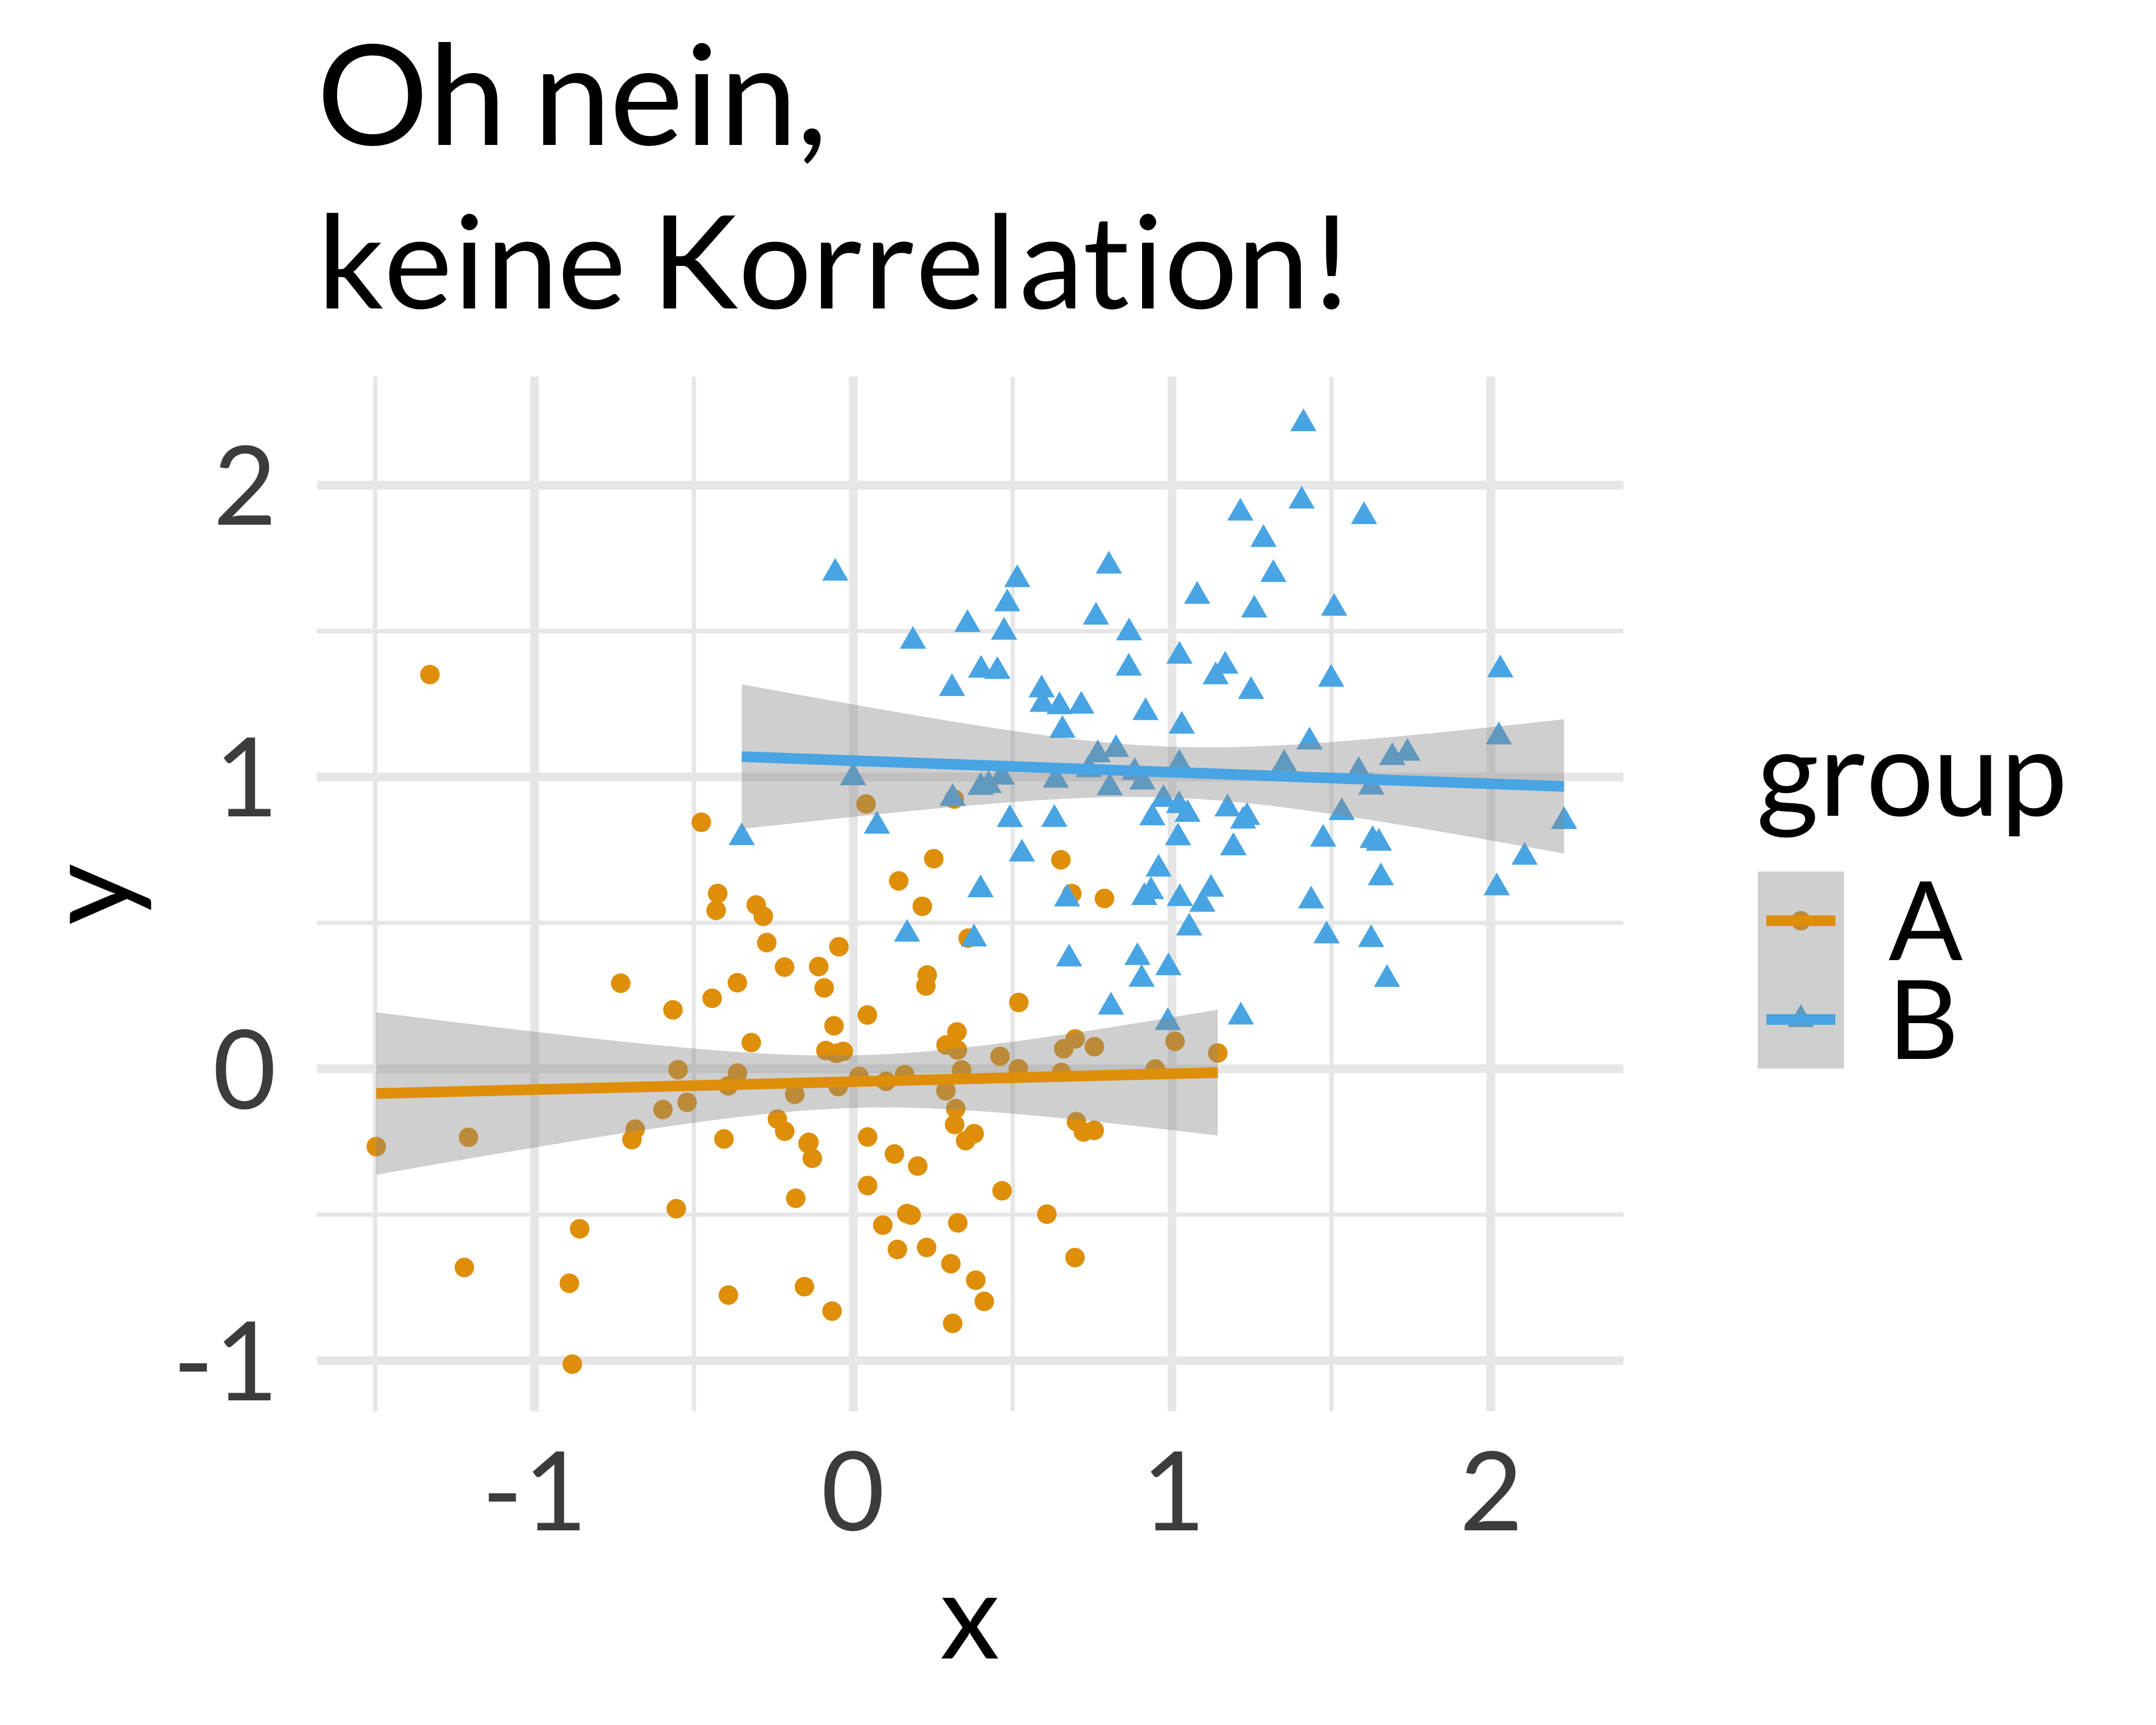 Oh nein,
keine Korrelation!
2
1
0
-1
y
-1 0 1 2
x
group
A
B